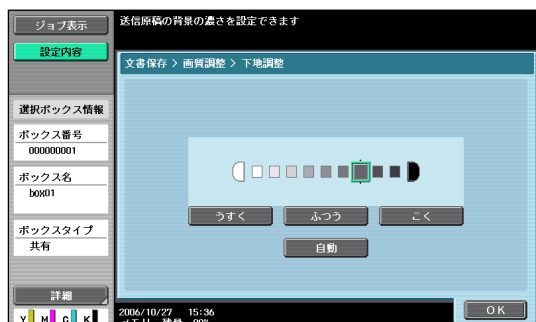 ジョブ表示
設定内容
選択ボックス情報
ボックス番号
000000001
ボックス名
box01
ボックスタイプ
共有
詳細
Y M C K
送信原稿の背景の濃さを設定できます
文書保存 > 画質調整 > 下地調整
うすく ふつう こく
自動
2006/10/27 15:36
OK